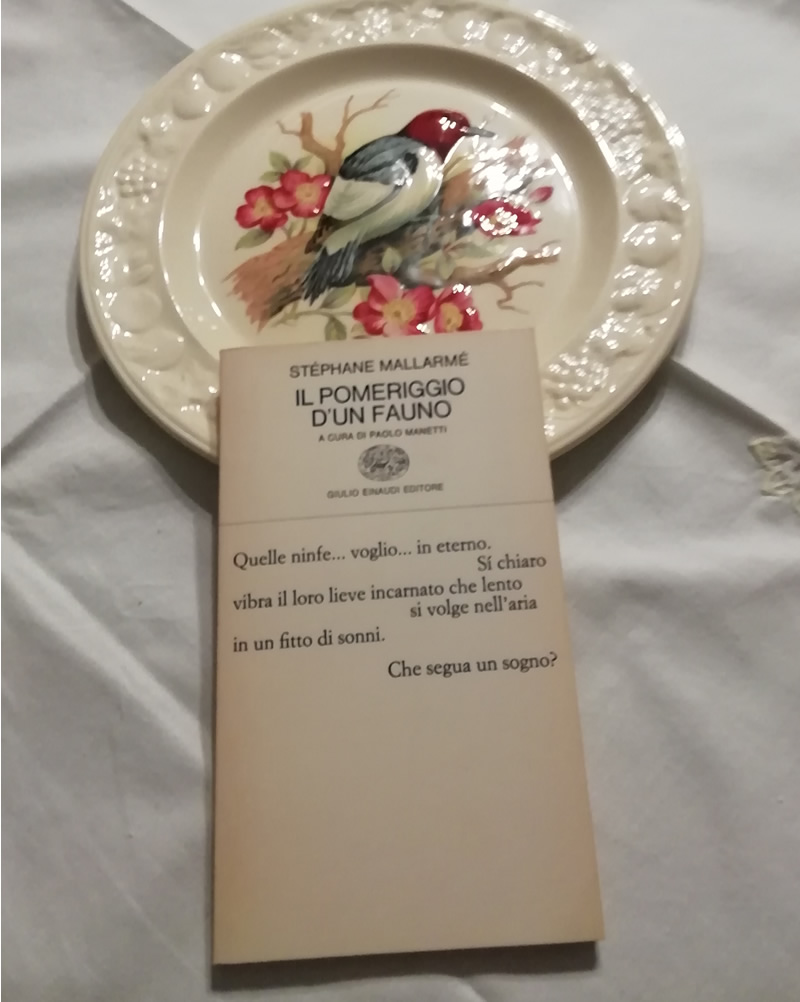 STÉPHANE MALLARMÉ
IL POMERIGGIO
D'UN FAUNO
A CURA DI PAOLO MANETTI
GIULIO EINAUDI EDITORE
Quelle ninfe... voglio... in eterno.
Sí chiaro
vibra il loro lieve incarnato che lento
si volge nell'aria
in un fitto di sonni.
Che segua un sogno?